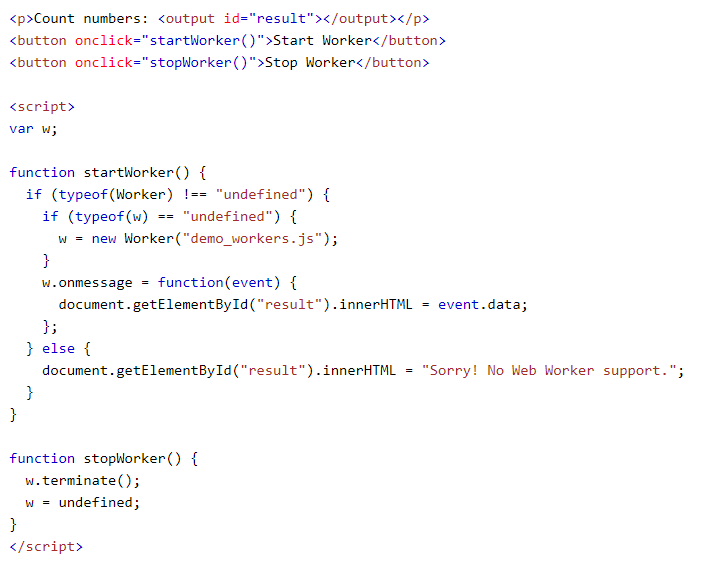 <p>Count numbers: <output id="result"></output></p>
<button onclick="startWorker()">Start Worker</button>
<button onclick="stopWorker()">Stop Worker</button>

<script>
var w;

function startWorker() {
  if (typeof(Worker) !== "undefined") {
    if (typeof(w) == "undefined") {
      w = new Worker("demo_workers.js");
    }
    w.onmessage = function(event) {
      document.getElementById("result").innerHTML = event.data;
    };
  } else {
    document.getElementById("result").innerHTML = "Sorry! No Web Worker support.";
  }
}

function stopWorker() {
  w.terminate();
  w = undefined;
}
</script>